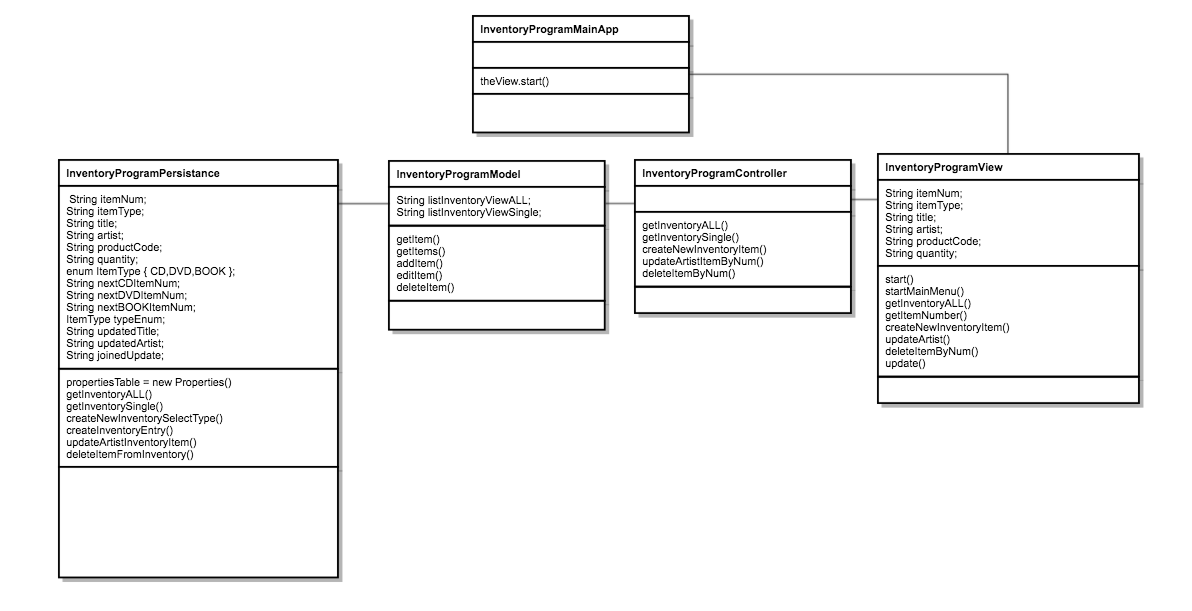 InventoryProgramMainApp
theView.start()
InventoryProgramPersistance
String itemNum;
String itemType;
String title;
String artist;
String productCode;
String quantity;
enum ItemType { CD,DVD,BOOK };
String nextCDItemNum;
String nextDVDItemNum;
String nextBOOKItemNum;
ItemType typeEnum;
String updatedTitle;
String updatedArtist;
String joinedUpdate;
propertiesTable = new Properties()
getInventoryALL()
getInventorySingle()
createNewInventorySelectType()
createInventoryEntry()
updateArtistInventoryItem()
deleteItemFromInventory()
InventoryProgramModel
String listInventoryViewALL;
String listInventoryViewSingle;
getItem()
getItems()
addItem()
editItem()
deleteItem()
InventoryProgramController
getInventoryALL()
getInventorySingle()
createNewInventoryItem()
updateArtistItemByNum()
deleteItemByNum()
InventoryProgramView
String itemNum;
String itemType;
String title;
String artist;
String productCode;
String quantity;
start()
startMainMenu()
getInventoryALL()
getItemNumber()
createNewInventoryItem()
updateArtist()
deleteItemByNum()
update()